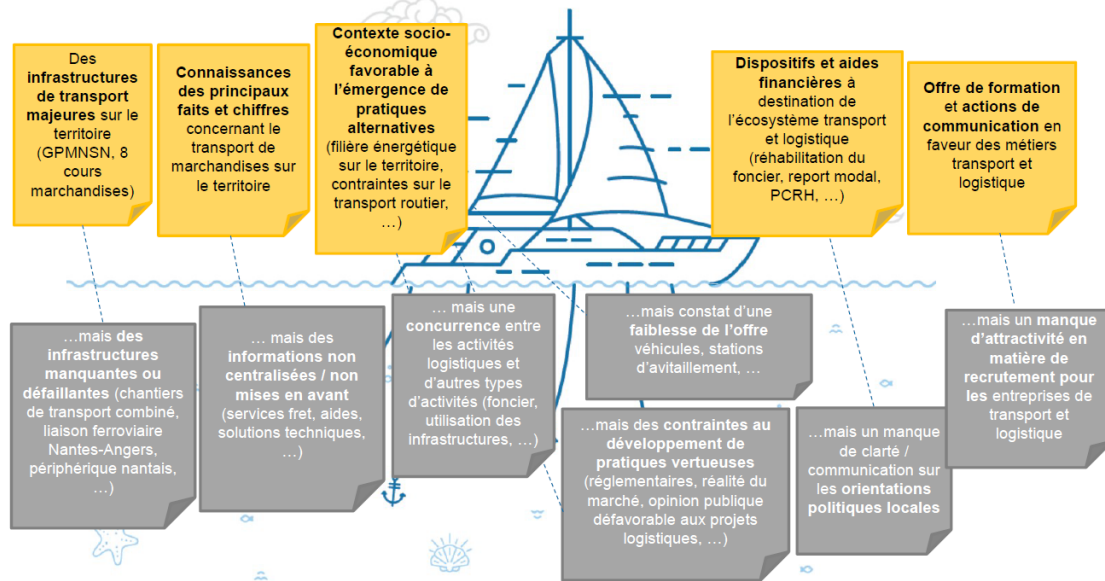 Des
infrastructures
de transport
majeures sur le
territoire
(GPMNSN, 8
cours
marchandises)
Connaissances
des principaux
faits et chiffres
concernant le
transport de
marchandises sur
le territoire
Contexte socio-
économique
favorable à
l’émergence de
pratiques
alternatives
(filière énergétique
sur le territoire,
contraintes sur le
transport routier,
…)
Dispositifs et aides
financières à
destination de
l’écosystème transport
et logistique
(réhabilitation du
foncier, report modal,
PCRH, …)
Offre de formation
et actions de
communication en
faveur des métiers
transport et
logistique
…mais des
infrastructures
manquantes ou
défaillantes (chantiers
de transport combiné,
liaison ferroviaire
Nantes-Angers,
périphérique nantais,
…)
… mais des
informations non
centralisées / non
mises en avant
(services fret, aides,
solutions techniques,
…)
… mais une
concurrence entre
les activités
logistiques et
d’autres types
d’activités (foncier,
utilisation des
infrastructures, …)
…mais constat d’une
faiblesse de l’offre
véhicules, stations
d’avitaillement, …
…mais des contraintes au
développement de
pratiques vertueuses
(réglementaires, réalité du
marché, opinion publique
défavorable aux projets
logistiques, …)
…mais un manque
de clarté /
communication sur
les orientations
politiques locales
…mais un manque
d’attractivité en
matière de
recrutement pour
les entreprises de
transport et
logistique